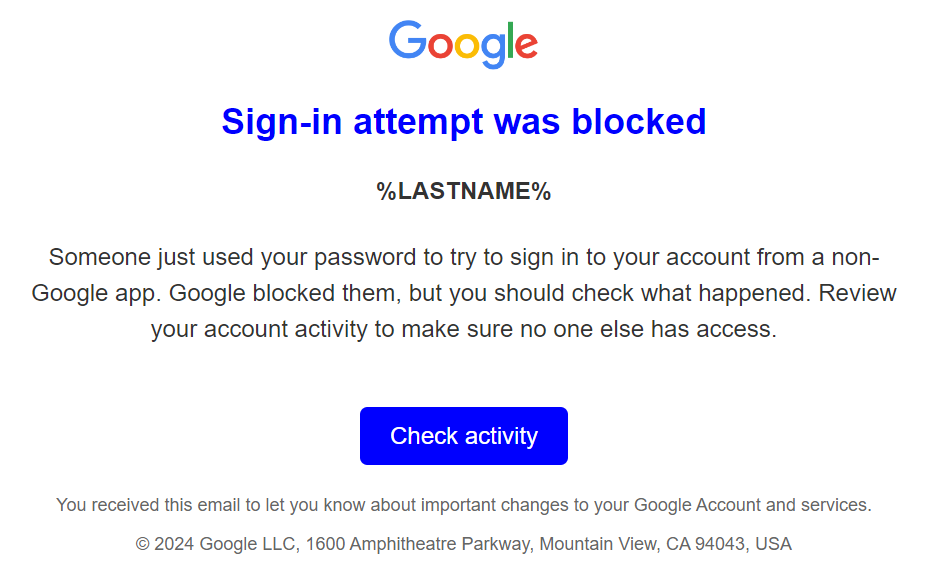 Google
Sign-in attempt was blocked
%LASTNAME%
Someone just used your password to try to sign in to your account from a non-
Google app. Google blocked them, but you should check what happened. Review
your account activity to make sure no one else has access.
Check activity
You received this email to let you know about important changes to your Google Account and services.
© 2024 Google LLC, 1600 Amphitheatre Parkway, Mountain View, CA 94043, USA